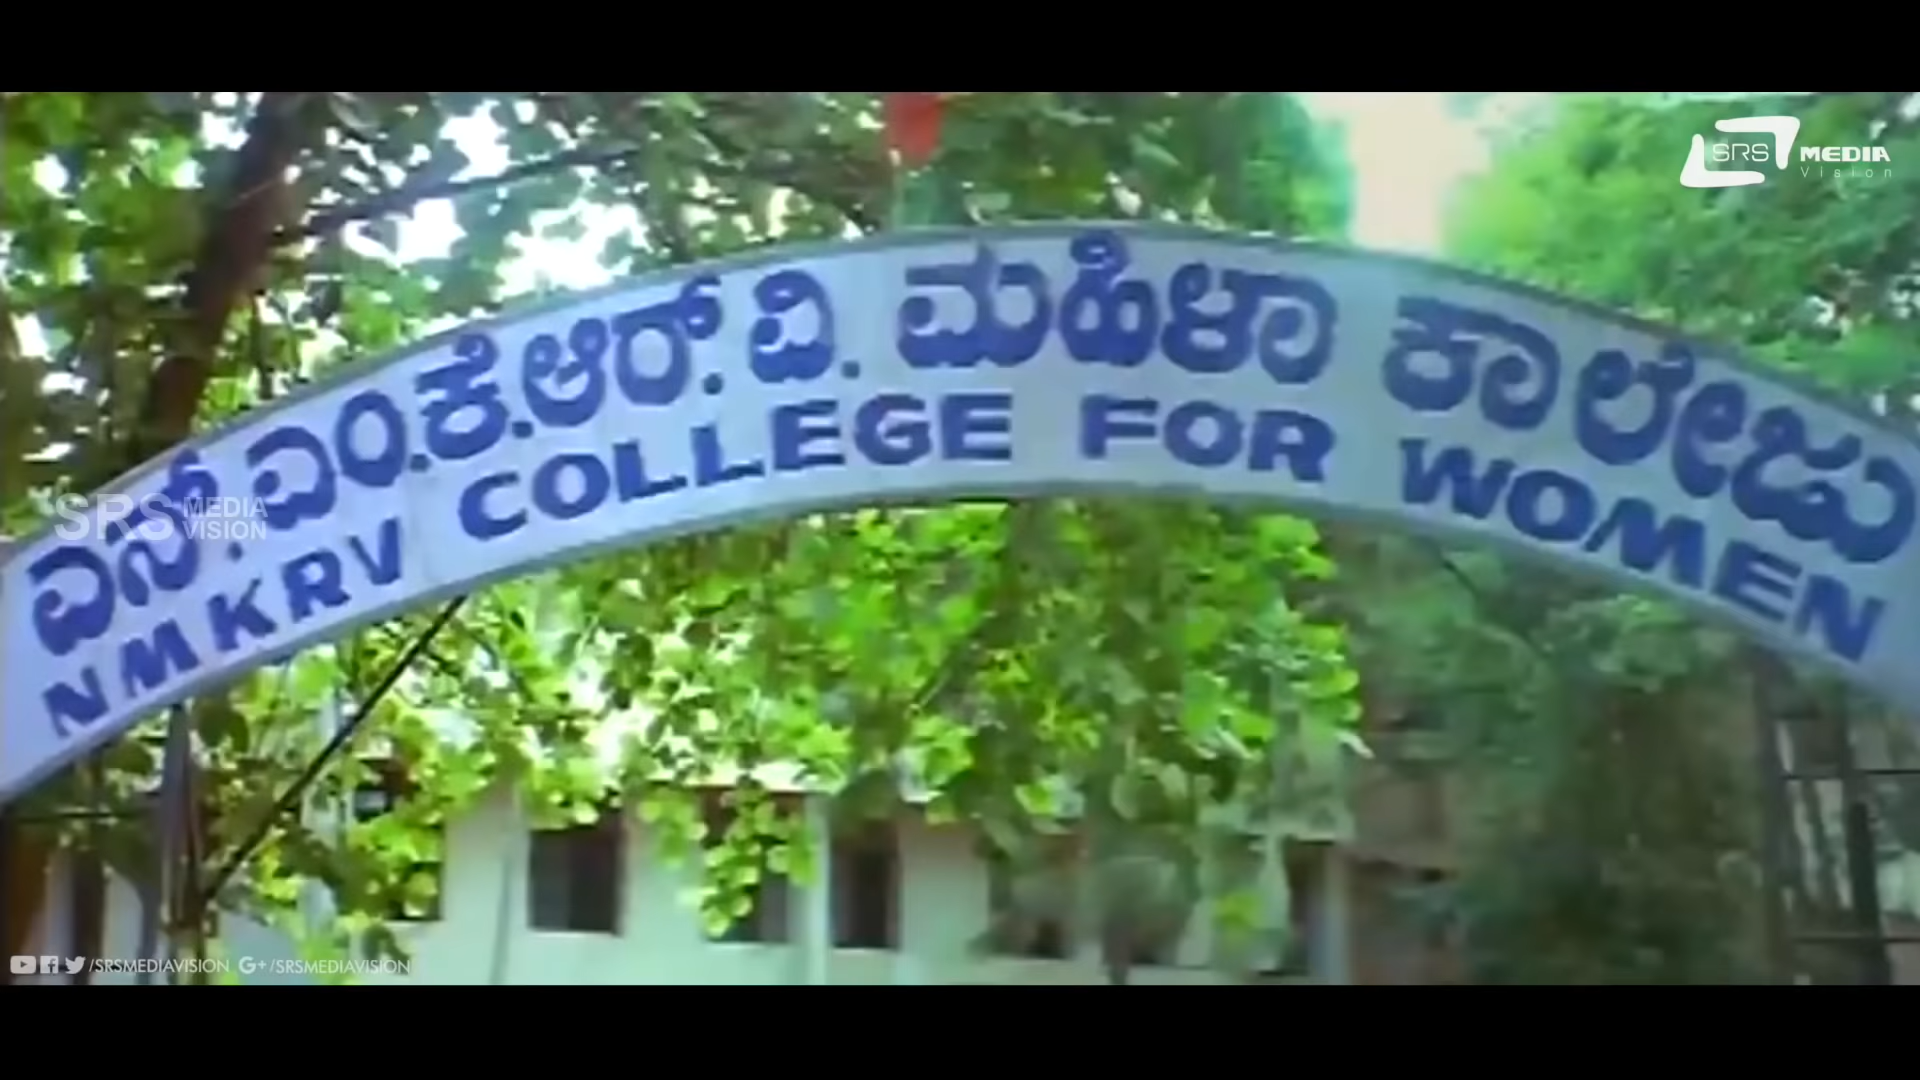 SRS MEDIA
Vision
ಎನ್.ಎಂ.ಕೆ.ಆರ್.ವಿ. ಮಹಿಳಾ ಕಾಲೇಜು
NMKRV COLLEGE FOR WOMEN
SRS MEDIA VISION
/SRSMEDIAVISION G+/SRSMEDIAVISION